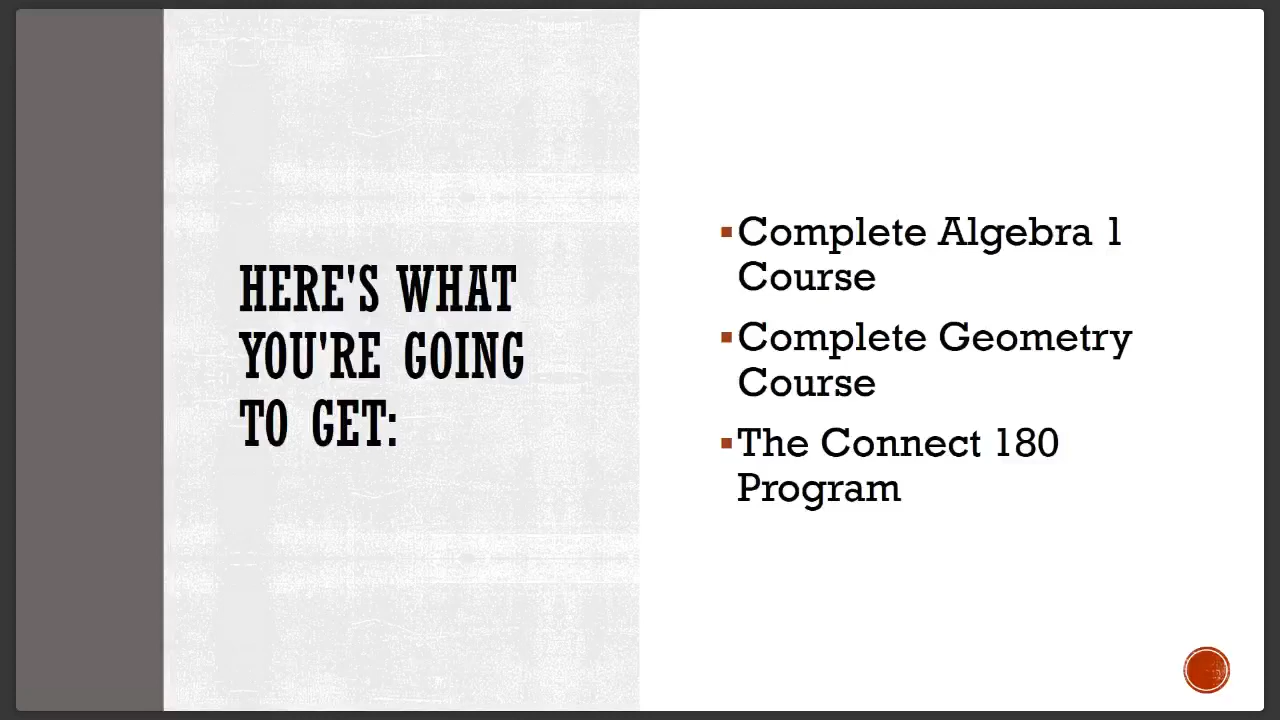 HERE'S WHAT
YOU'RE GOING
TO GET:
▪Complete Algebra 1
Course
▪Complete Geometry
Course
▪The Connect 180
Program